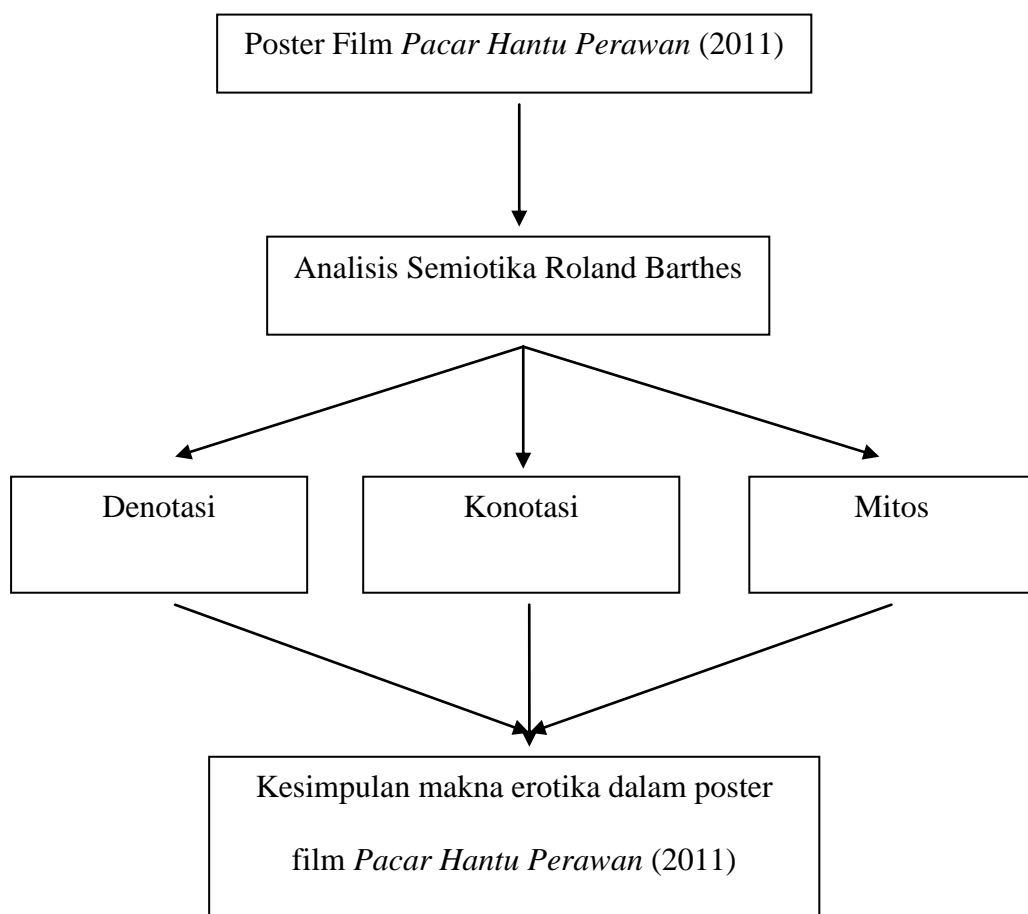 Poster Film Pacar Hantu Perawan (2011)
Analisis Semiotika Roland Barthes
Denotasi
Konotasi
Mitos
Kesimpulan makna erotika dalam poster
film Pacar Hantu Perawan (2011)